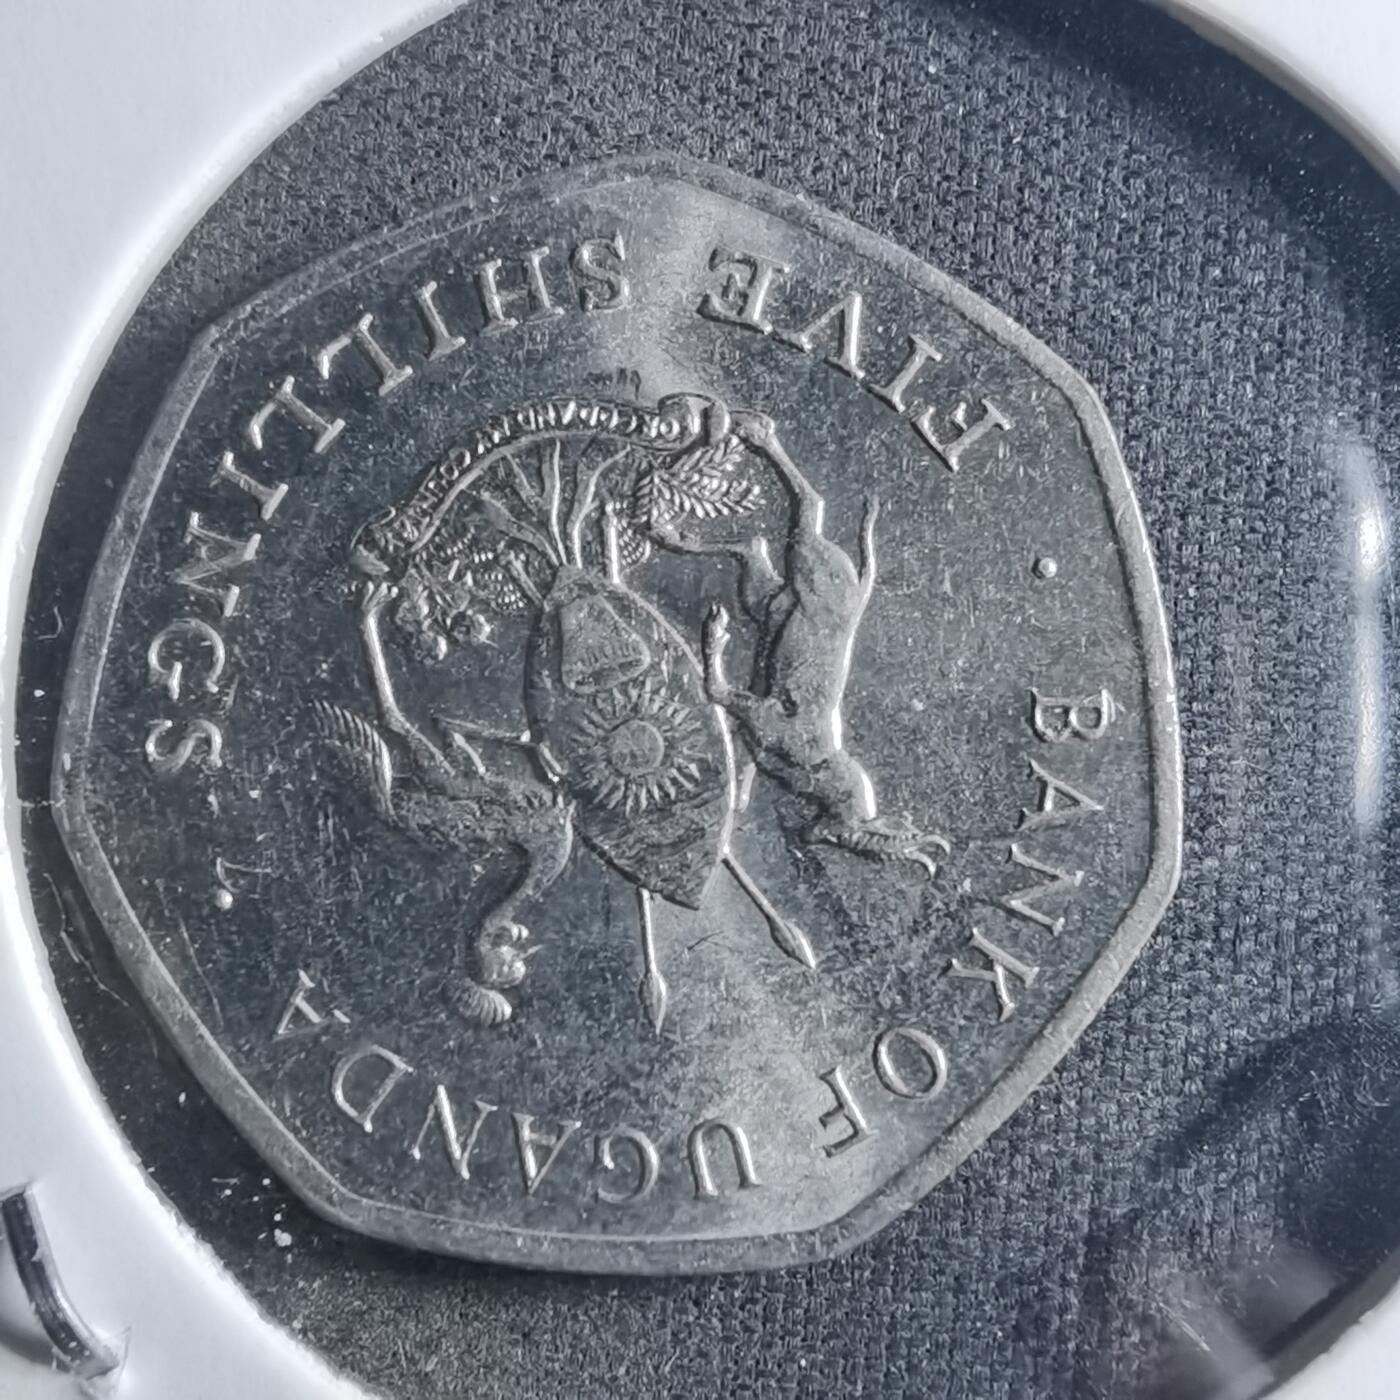 BANK OF UGANDA
FOR GOD AND MY COUNTRY
FIVE SHILLINGS